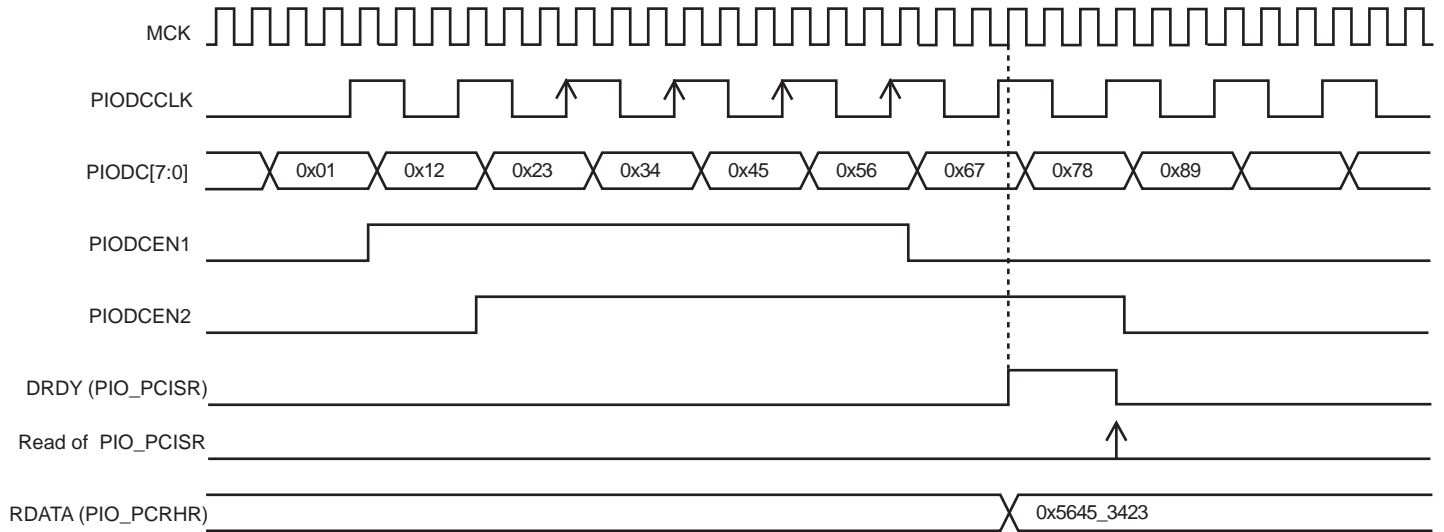 MCK
PIODCCLK
PIODC[7:0] 0x01 0x12 0x23 0x34 0x45 0x56 0x67 0x78 0x89
PIODCEN1
PIODCEN2
DRDY (PIO_PCISR)
Read of PIO_PCISR
RDATA (PIO_PCRHR) 0x5645_3423